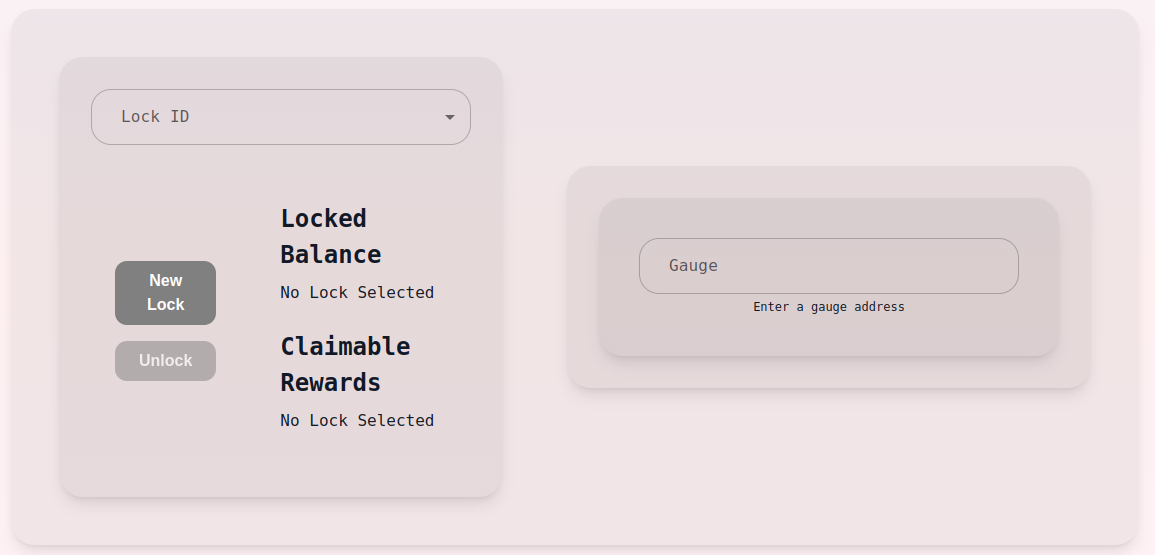 Lock ID
New
Lock
Unlock
Locked
Balance
No Lock Selected
Claimable
Rewards
No Lock Selected
Gauge
Enter a gauge address